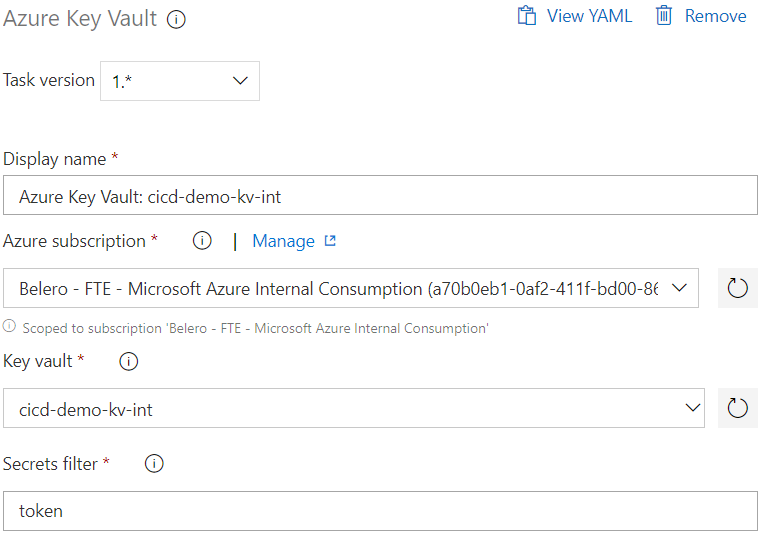 Azure Key Vault
View YAML
Remove
Task version 1.*
Display name *
Azure Key Vault: cicd-demo-kv-int
Azure subscription * | Manage
Belero - FTE - Microsoft Azure Internal Consumption (a70b0eb1-0af2-411f-bd00-86
Scoped to subscription 'Belero - FTE - Microsoft Azure Internal Consumption'
Key vault *
cicd-demo-kv-int
Secrets filter *
token